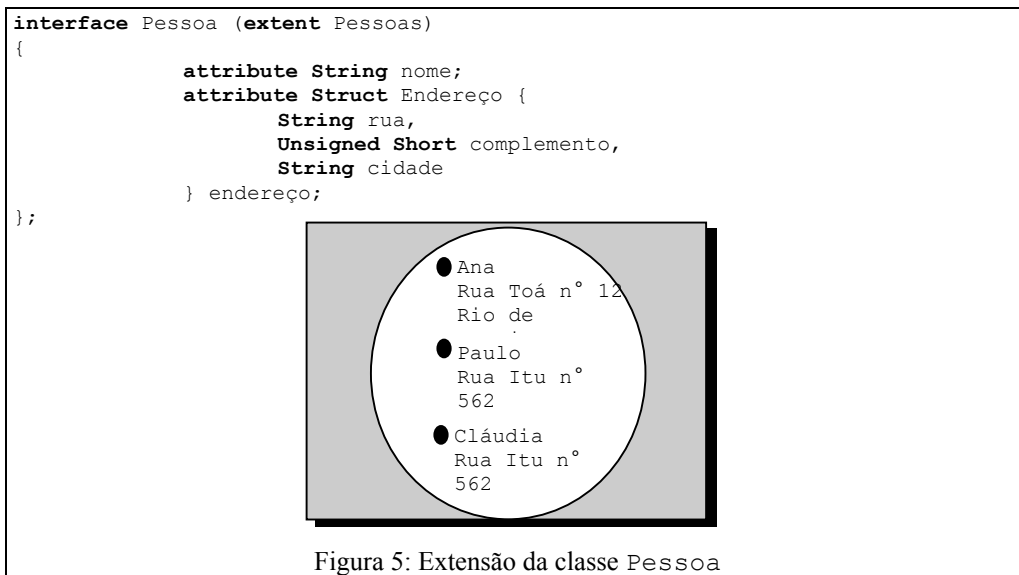 interface Pessoa (extent Pessoas)
{
attribute String nome;
attribute Struct Endereço {
String rua,
Unsigned Short complemento,
String cidade
} endereço;
};
Ana
Rua Toá n° 12
Rio de
Paulo
Rua Itu n°
562
Cláudia
Rua Itu n°
562
Figura 5: Extensão da classe Pessoa